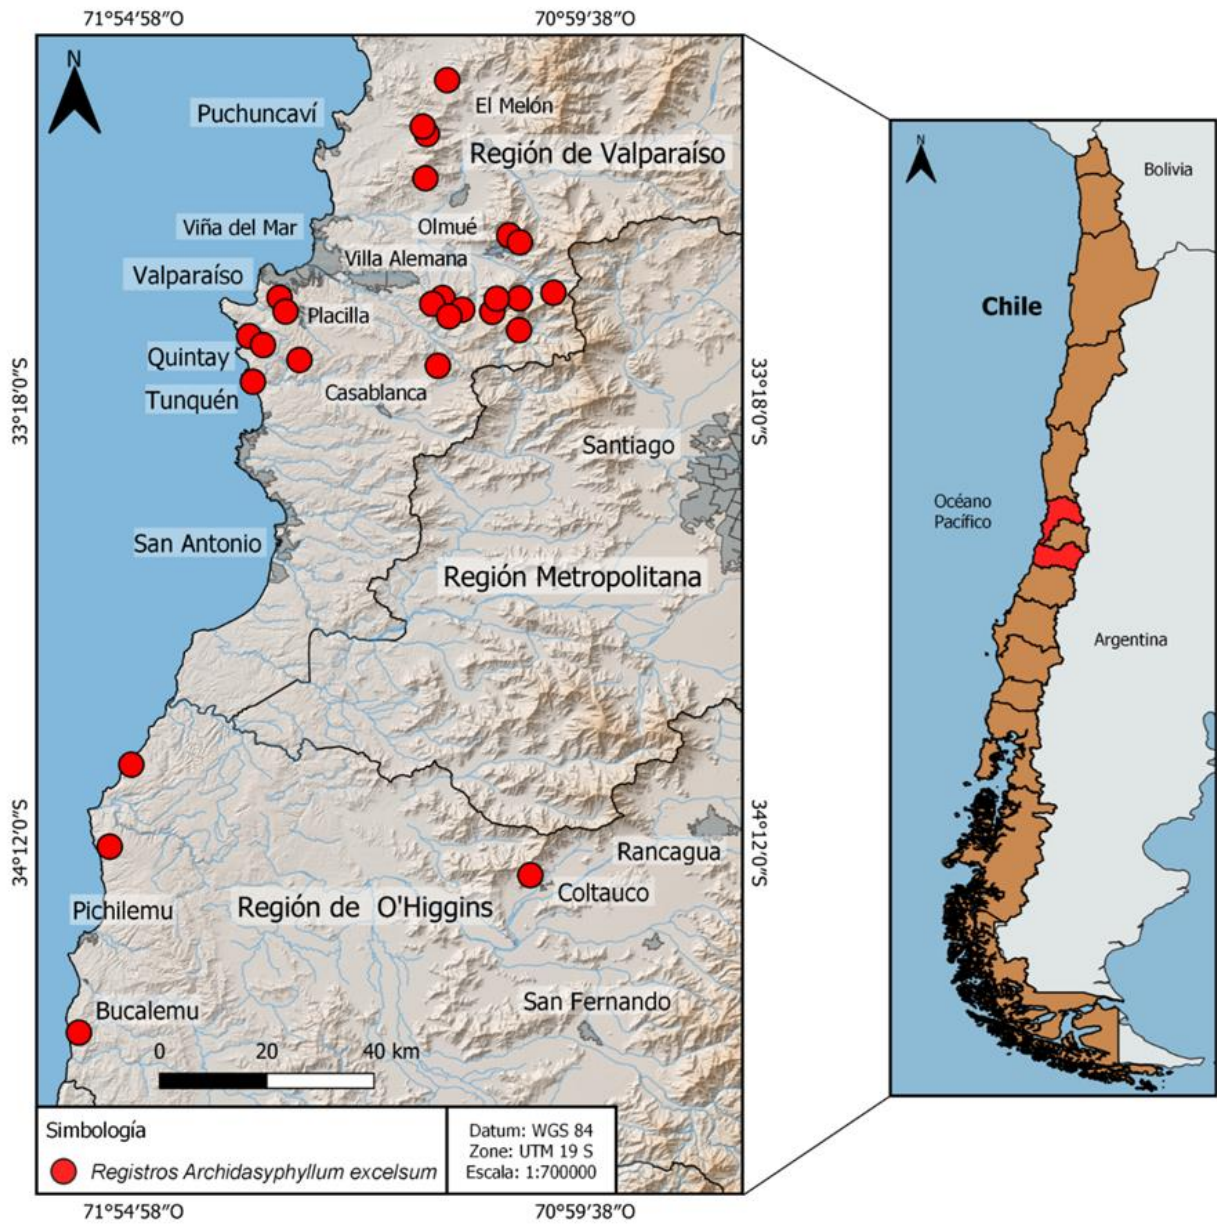 71°54'58"O
70°59'38"O
N
Puchuncaví
El Melón
Región de Valparaíso
Viña del Mar
Olmué
Villa Alemana
Valparaíso
Placilla
Quintay
Casablanca
Tunquén
33°18'0"S
33°18'0"S
Santiago
San Antonio
Región Metropolitana
34°12'0"S
34°12'0"S
Rancagua
Coltauco
Pichilemu
Región de O'Higgins
San Fernando
Bucalemu
0 20 40 km
Simbología
Registros Archidasyphyllum excelsum
Datum: WGS 84
Zone: UTM 19 S
Escala: 1:700000
71°54'58"O
70°59'38"O
N
Bolivia
Chile
Océano
Pacífico
Argentina